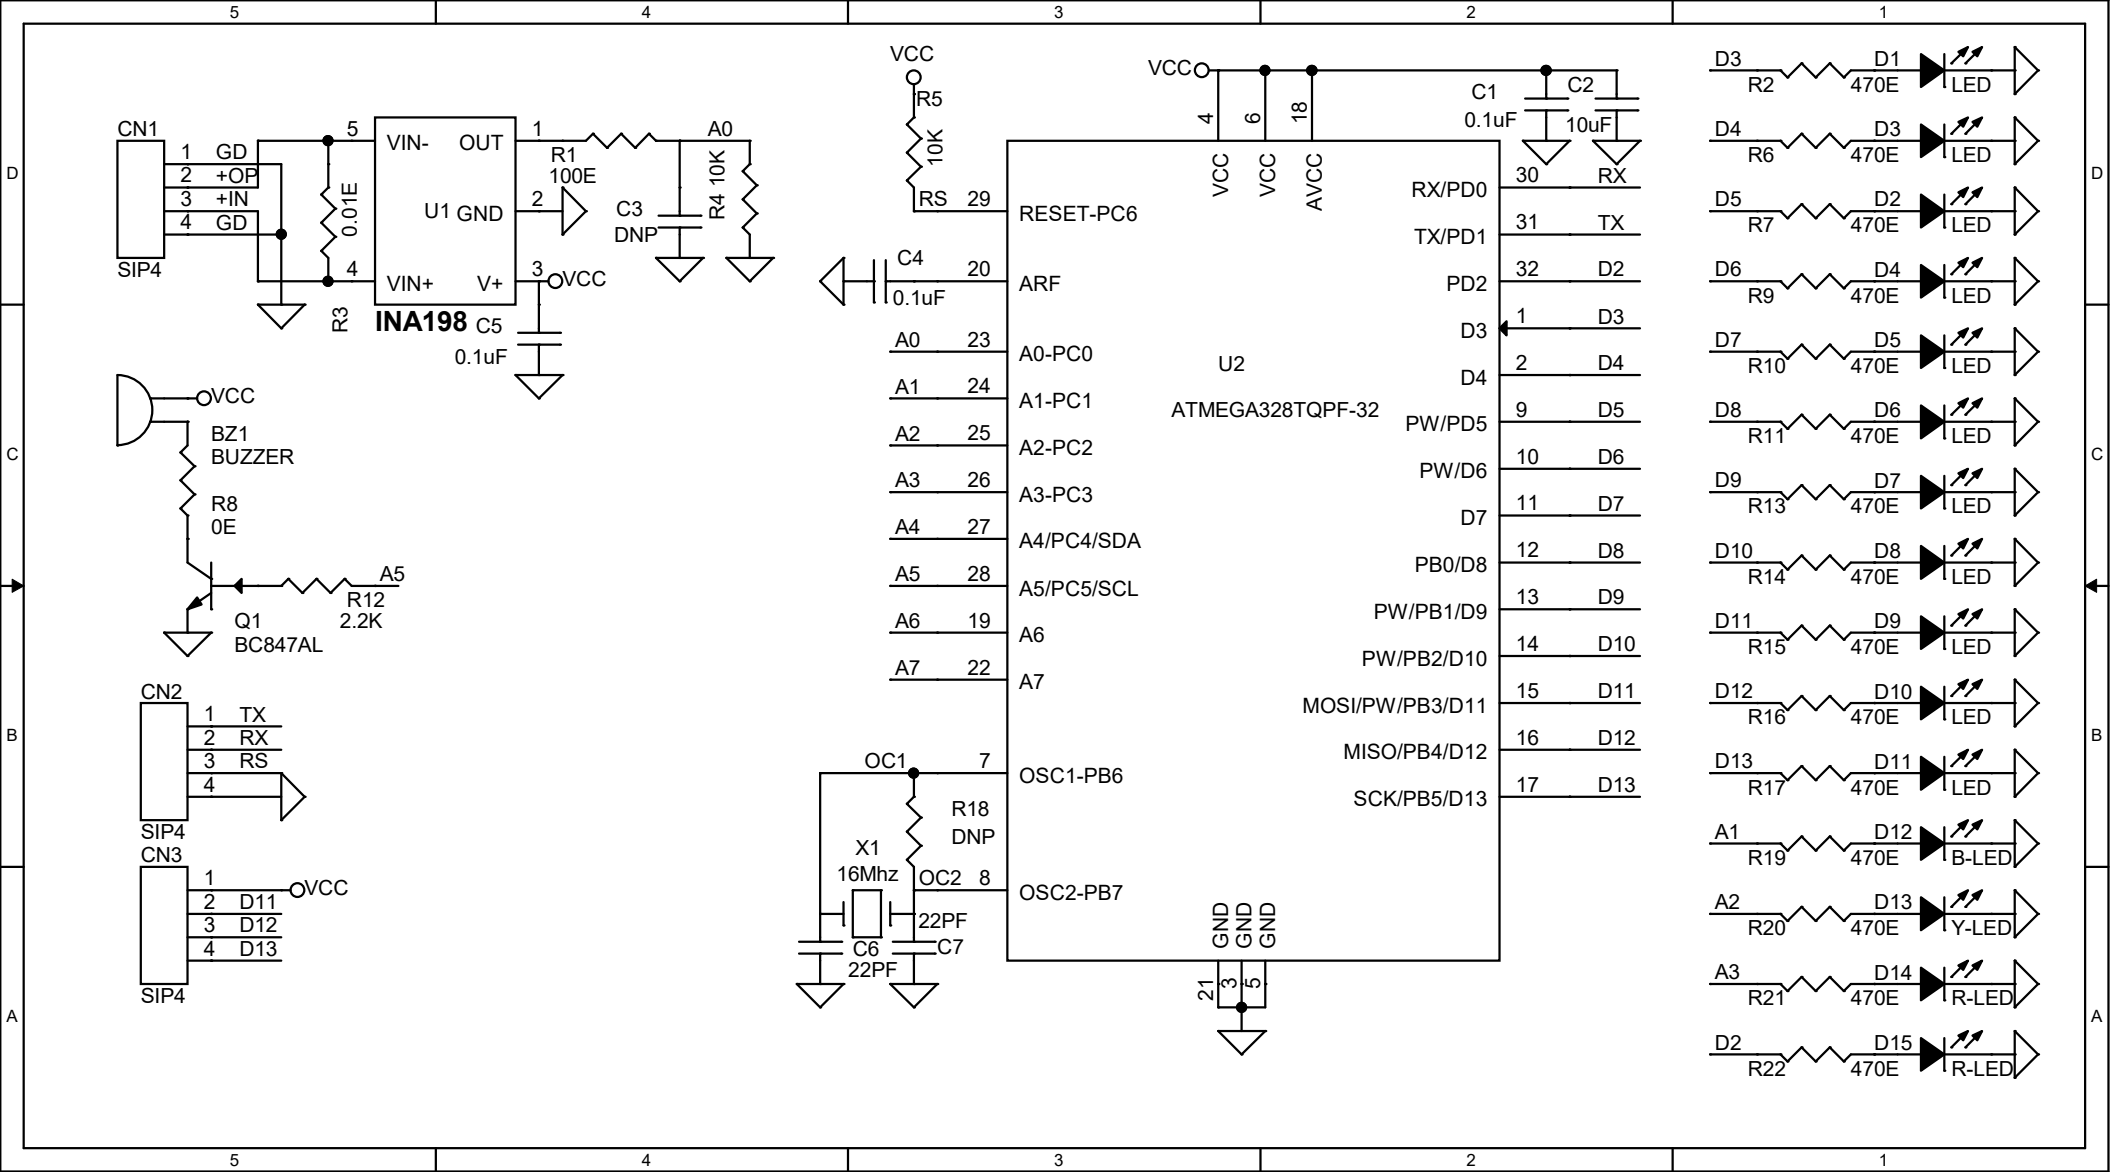 5 4 3 2 1
D D
C C
B B
A A
CN1
1 GD
2 +OP
3 +IN
4 GD
SIP4
0.01E
R3
5 VIN- OUT 1
U1 GND 2
4 VIN+ V+ 3
INA198
VCC
C5
0.1uF
R1
100E
A0
C3
DNP
R4 10K
VCC
BZ1
BUZZER
R8
0E
A5
R12
2.2K
Q1
BC847AL
CN2
1 TX
2 RX
3 RS
4
SIP4
CN3
1 VCC
2 D11
3 D12
4 D13
SIP4
VCC
R5
10K
RS 29 RESET-PC6
C4
0.1uF
20 ARF
A0 23 A0-PC0
A1 24 A1-PC1
A2 25 A2-PC2
A3 26 A3-PC3
A4 27 A4/PC4/SDA
A5 28 A5/PC5/SCL
A6 19 A6
A7 22 A7
OC1 7 OSC1-PB6
R18
DNP
X1
16Mhz
OC2 8 OSC2-PB7
22PF
C6 C7
22PF
VCC
4 6 18
VCC VCC AVCC
C1
0.1uF
C2
10uF
U2
ATMEGA328TQPF-32
RX/PD0 30 RX
TX/PD1 31 TX
PD2 32 D2
D3 1 D3
D4 2 D4
PW/PD5 9 D5
PW/D6 10 D6
D7 11 D7
PB0/D8 12 D8
PW/PB1/D9 13 D9
PW/PB2/D10 14 D10
MOSI/PW/PB3/D11 15 D11
MISO/PB4/D12 16 D12
SCK/PB5/D13 17 D13
GND GND GND
21 3 5
D3 D1
R2 470E LED
D4 D3
R6 470E LED
D5 D2
R7 470E LED
D6 D4
R9 470E LED
D7 D5
R10 470E LED
D8 D6
R11 470E LED
D9 D7
R13 470E LED
D10 D8
R14 470E LED
D11 D9
R15 470E LED
D12 D10
R16 470E LED
D13 D11
R17 470E LED
A1 D12
R19 470E B-LED
A2 D13
R20 470E Y-LED
A3 D14
R21 470E R-LED
D2 D15
R22 470E R-LED
5 4 3 2 1